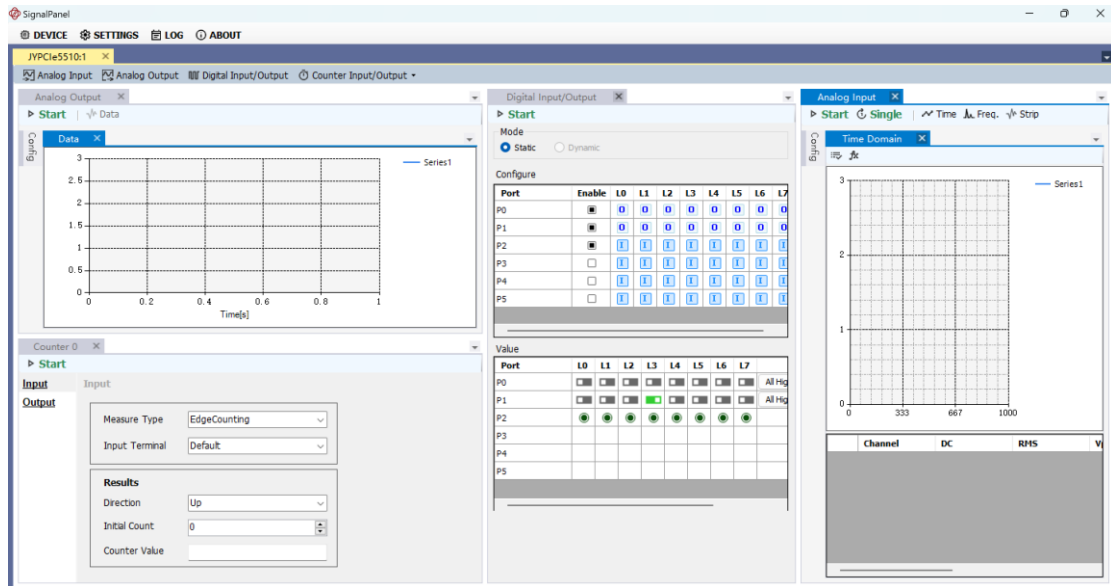 SignalPanel
DEVICE SETTINGS LOG ABOUT
JYPCIe5510:1
Analog Input Analog Output Digital Input/Output Counter Input/Output
Analog Output
Start Data
Config
Data
3
2.5
2
1.5
1
0.5
0
0 0.2 0.4 0.6 0.8 1
Time[s]
Series1
Counter 0
Start
Input
Output
Input
Measure Type EdgeCounting
Input Terminal Default
Results
Direction Up
Initial Count 0
Counter Value
Digital Input/Output
Start
Mode
Static Dynamic
Configure
Port Enable L0 L1 L2 L3 L4 L5 L6 L7
P0 O O O O O O O O
P1 O O O O O O O O
P2 I I I I I I I I
P3 I I I I I I I I
P4 I I I I I I I I
P5 I I I I I I I I
Value
Port L0 L1 L2 L3 L4 L5 L6 L7
P0 All Hig
P1 All Hig
P2
P3
P4
P5
Analog Input
Start Single Time Freq. Strip
Config
Time Domain
fx
3
2
1
0
0 333 667 1000
Series1
Channel DC RMS